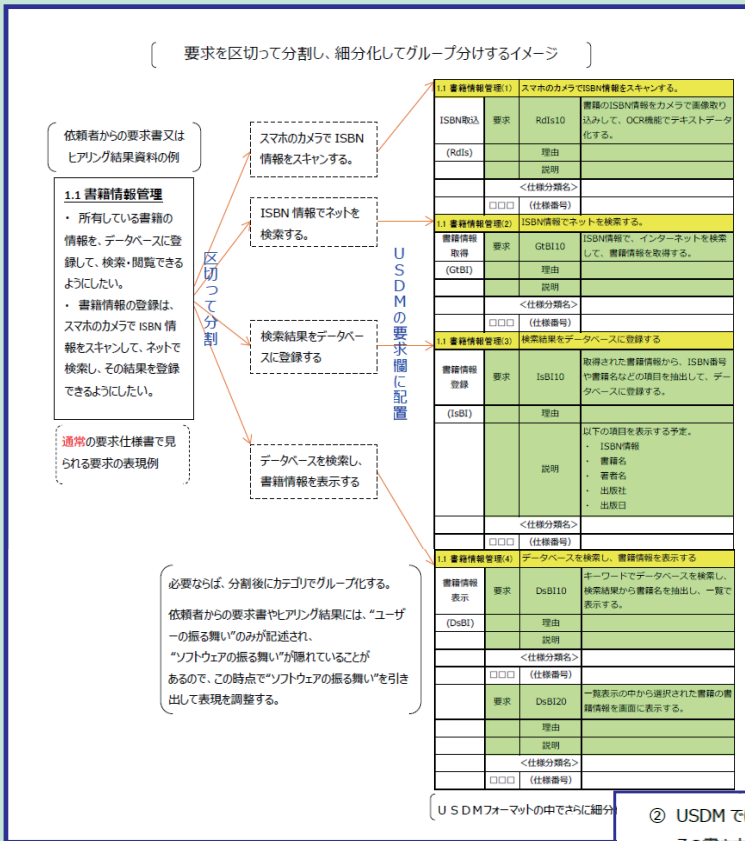 要求を区切って分割し、細分化してグループ分けするイメージ
依頼者からの要求書又は
ヒアリング結果資料の例
1.1 書籍情報管理
・ 所有している書籍の
情報を、データベースに登
録して、検索・閲覧できる
ようにしたい。
・ 書籍情報の登録は、
スマホのカメラで ISBN 情
報をスキャンして、ネットで
検索し、その結果を登録
できるようにしたい。
通常の要求仕様書で見
られる要求の表現例
区切って分割
スマホのカメラで ISBN
情報をスキャンする。
ISBN 情報でネットを
検索する。
検索結果をデータベー
スに登録する
データベースを検索し、
書籍情報を表示する
USDMの要求欄に配置
必要ならば、分割後にカテゴリでグループ化する。
依頼者からの要求書やヒアリング結果には、“ユーザ
ーの振る舞い”のみが記述され、
“ソフトウェアの振る舞い”が隠れていることが
あるので、この時点で“ソフトウェアの振る舞い”を引き
出して表現を調整する。
1.1 書籍情報管理(1) スマホのカメラでISBN情報をスキャンする。
ISBN取込 要求 RdIs10 書籍のISBN情報をカメラで画像取り
込みして、OCR機能でテキストデータ
化する。
(RdIs) 理由
説明
<仕様分類名>
□□□ (仕様番号)
1.1 書籍情報管理(2) ISBN情報でネットを検索する。
書籍情報
取得 要求 GtBI10 ISBN情報で、インターネットを検索
して、書籍情報を取得する。
(GtBI) 理由
説明
<仕様分類名>
□□□ (仕様番号)
1.1 書籍情報管理(3) 検索結果をデータベースに登録する
書籍情報
登録 要求 IsBI10 取得された書籍情報から、ISBN番号
や書籍名などの項目を抽出して、デー
タベースに登録する。
(IsBI) 理由
説明 以下の項目を表示する予定。
・ ISBN情報
・ 書籍名
・ 著者名
・ 出版社
・ 出版日
<仕様分類名>
□□□ (仕様番号)
1.1 書籍情報管理(4) データベースを検索し、書籍情報を表示する
書籍情報
表示 要求 DsBI10 キーワードでデータベースを検索し、
検索結果から書籍名を抽出し、一覧で
表示する。
(DsBI) 理由
説明
<仕様分類名>
□□□ (仕様番号)
要求 DsBI20 一覧表示の中から選択された書籍の書
籍情報を画面に表示する。
理由
説明
<仕様分類名>
□□□ (仕様番号)
USDMフォーマットの中でさらに細分
② USDM で